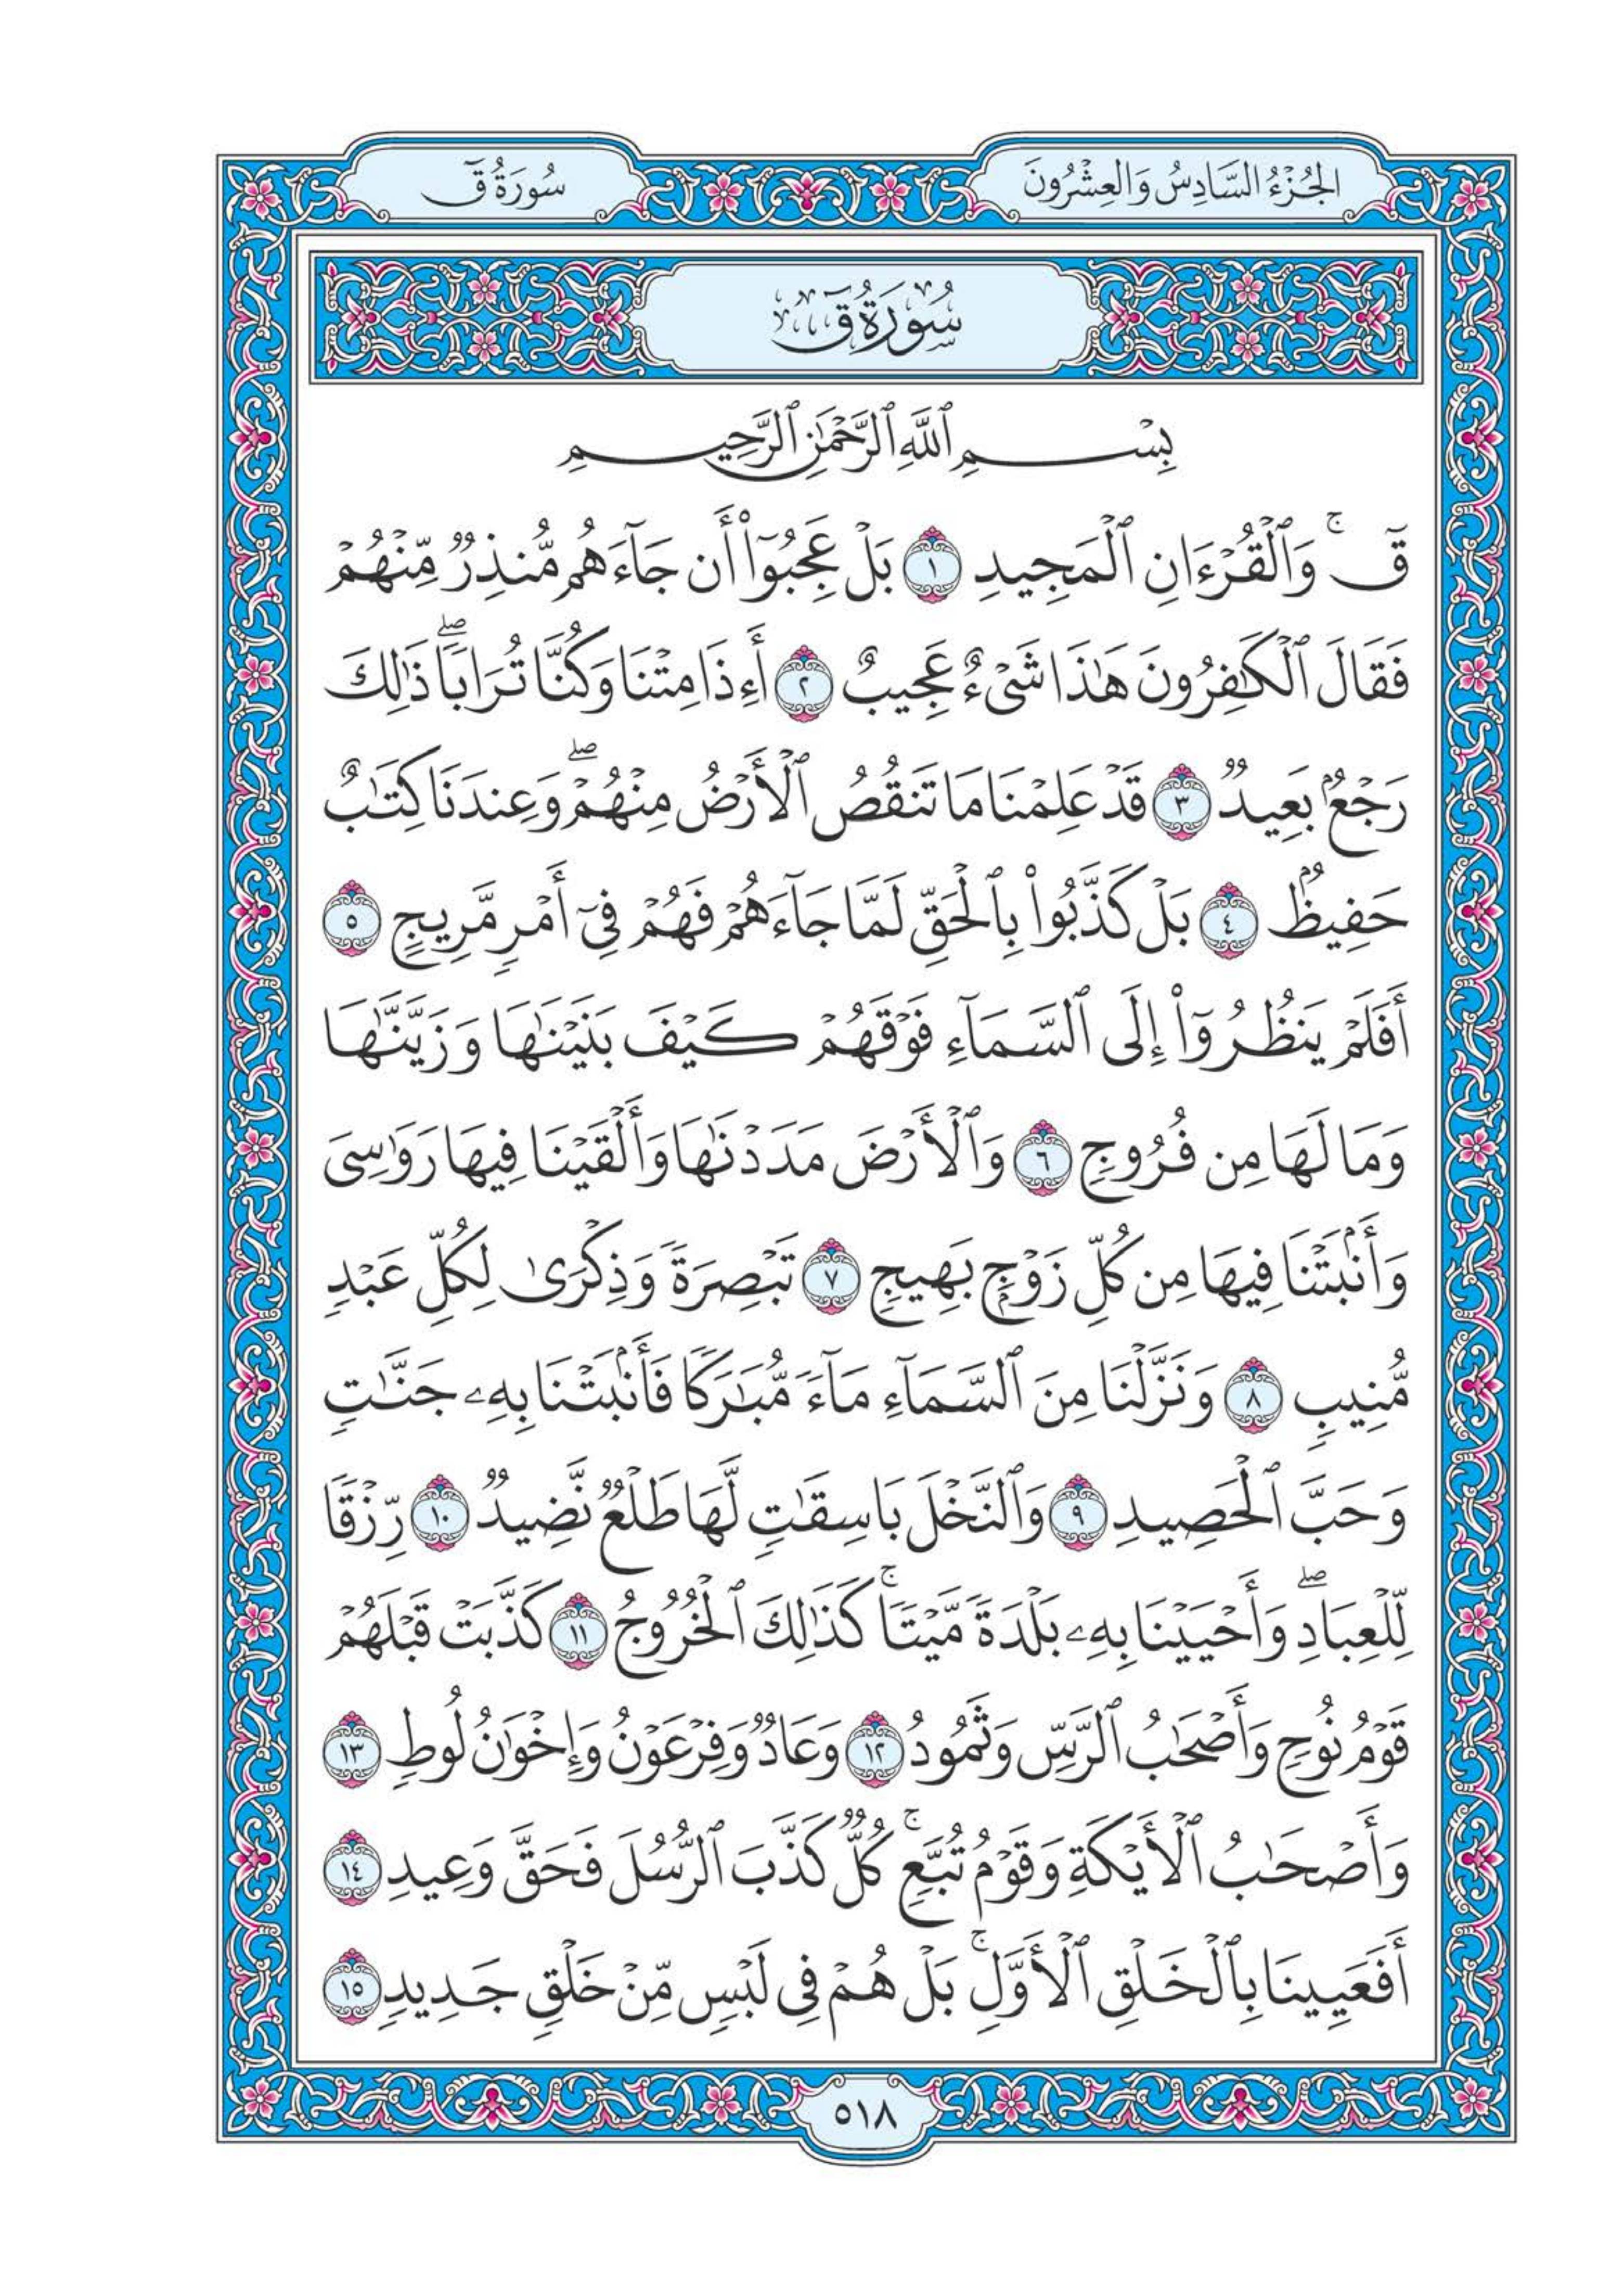 الجُزْءُ السَّادِسُ وَالعِشْرُونَ
سُورَةُ قٓ
سُورَةُ قٓ
بِسْمِ ٱللَّهِ ٱلرَّحْمَٰنِ ٱلرَّحِيمِ
قٓۚ وَٱلْقُرْءَانِ ٱلْمَجِيدِ ١ بَلْ عَجِبُوٓا۟ أَن جَآءَهُم مُّنذِرٌ مِّنْهُمْ
فَقَالَ ٱلْكَٰفِرُونَ هَٰذَا شَىْءٌ عَجِيبٌ ٢ أَءِذَا مِتْنَا وَكُنَّا تُرَابًاۖ ذَٰلِكَ
رَجْعٌۢ بَعِيدٌ ٣ قَدْ عَلِمْنَا مَا تَنقُصُ ٱلْأَرْضُ مِنْهُمْۖ وَعِندَنَا كِتَٰبٌ
حَفِيظٌۢ ٤ بَلْ كَذَّبُوا۟ بِٱلْحَقِّ لَمَّا جَآءَهُمْ فَهُمْ فِىٓ أَمْرٍ مَّرِيجٍ ٥
أَفَلَمْ يَنظُرُوٓا۟ إِلَى ٱلسَّمَآءِ فَوْقَهُمْ كَيْفَ بَنَيْنَٰهَا وَزَيَّنَّٰهَا
وَمَا لَهَا مِن فُرُوجٍ ٦ وَٱلْأَرْضَ مَدَدْنَٰهَا وَأَلْقَيْنَا فِيهَا رَوَٰسِىَ
وَأَنۢبَتْنَا فِيهَا مِن كُلِّ زَوْجٍۭ بَهِيجٍ ٧ تَبْصِرَةً وَذِكْرَىٰ لِكُلِّ عَبْدٍ
مُّنِيبٍ ٨ وَنَزَّلْنَا مِنَ ٱلسَّمَآءِ مَآءً مُّبَٰرَكًا فَأَنۢبَتْنَا بِهِۦ جَنَّٰتٍ
وَحَبَّ ٱلْحَصِيدِ ٩ وَٱلنَّخْلَ بَاسِقَٰتٍ لَّهَا طَلْعٌ نَّضِيدٌ ١٠ رِّزْقًا
لِّلْعِبَادِۖ وَأَحْيَيْنَا بِهِۦ بَلْدَةً مَّيْتًاۚ كَذَٰلِكَ ٱلْخُرُوجُ ١١ كَذَّبَتْ قَبْلَهُمْ
قَوْمُ نُوحٍ وَأَصْحَٰبُ ٱلرَّسِّ وَثَمُودُ ١٢ وَعَادٌ وَفِرْعَوْنُ وَإِخْوَٰنُ لُوطٍ ١٣
وَأَصْحَٰبُ ٱلْأَيْكَةِ وَقَوْمُ تُبَّعٍۚ كُلٌّ كَذَّبَ ٱلرُّسُلَ فَحَقَّ وَعِيدِ ١٤
أَفَعَيِينَا بِٱلْخَلْقِ ٱلْأَوَّلِۚ بَلْ هُمْ فِى لَبْسٍ مِّنْ خَلْقٍ جَدِيدٍ ١٥
٥١٨